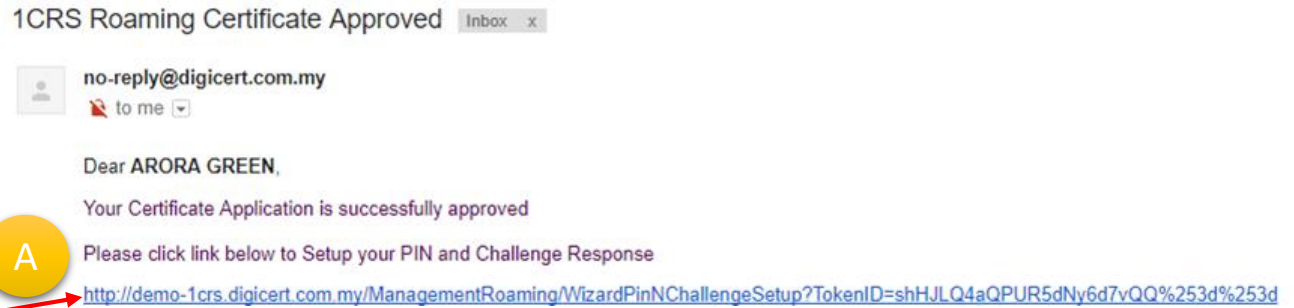 1CRS Roaming Certificate Approved Inbox x
no-reply@digicert.com.my
to me
Dear ARORA GREEN,
Your Certificate Application is successfully approved
A
Please click link below to Setup your PIN and Challenge Response
http://demo-1crs.digicert.com.my/ManagementRoaming/WizardPinNChallengeSetup?TokenID=shHJLQ4aQPUR5dNy6d7vQQ%253d%253d